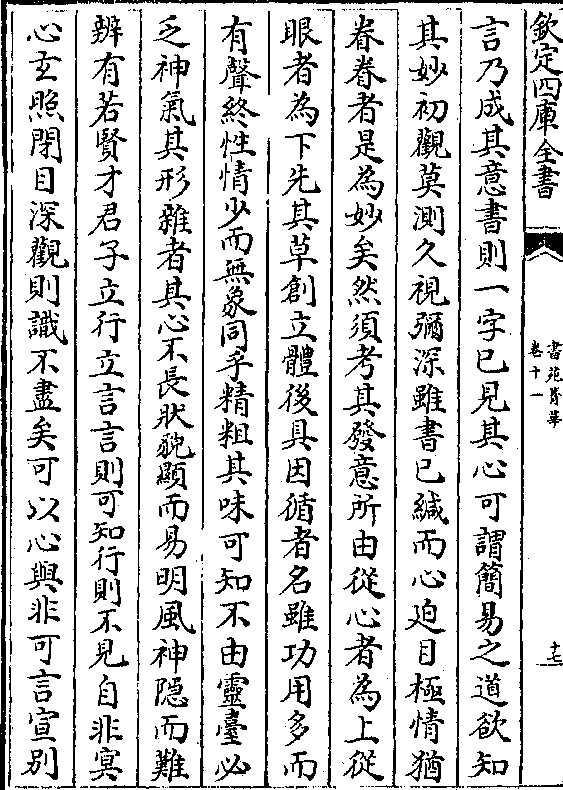 欽定四庫全書
書苑菁華
卷十一
十七
言乃成其意書則一字已見其心可謂簡易之道欲知
其妙初觀莫測久視彌深雖書已緘而心追目極情猶
眷眷者是為妙矣然須考其發意所由從心者為上從
眼者為下先其草創立體後具因循者名雖功用多而
有聲終性情少而無象同乎精粗其味可知不由靈臺必
乏神氣其形雜者其心不長狀貌顯而易明風神隠而難
辨有若賢才君子立行立言言則可知行則不見自非冥
心玄照閉目深觀則識不盡矣可以心與非可言宣别